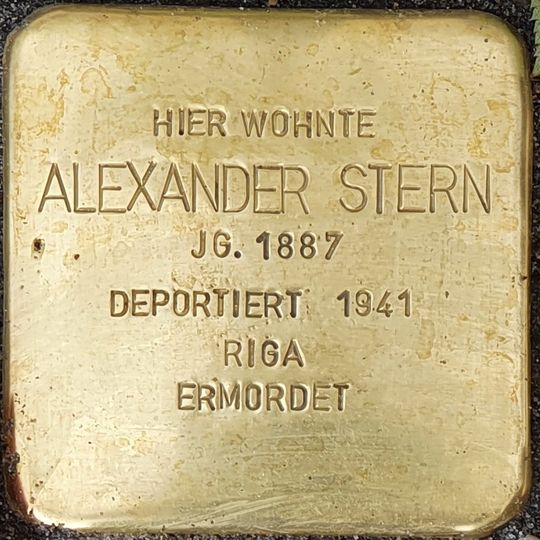 HIER WOHNTE
ALEXANDER STERN
JG. 1887
DEPORTIERT 1941
RIGA
ERMORDET